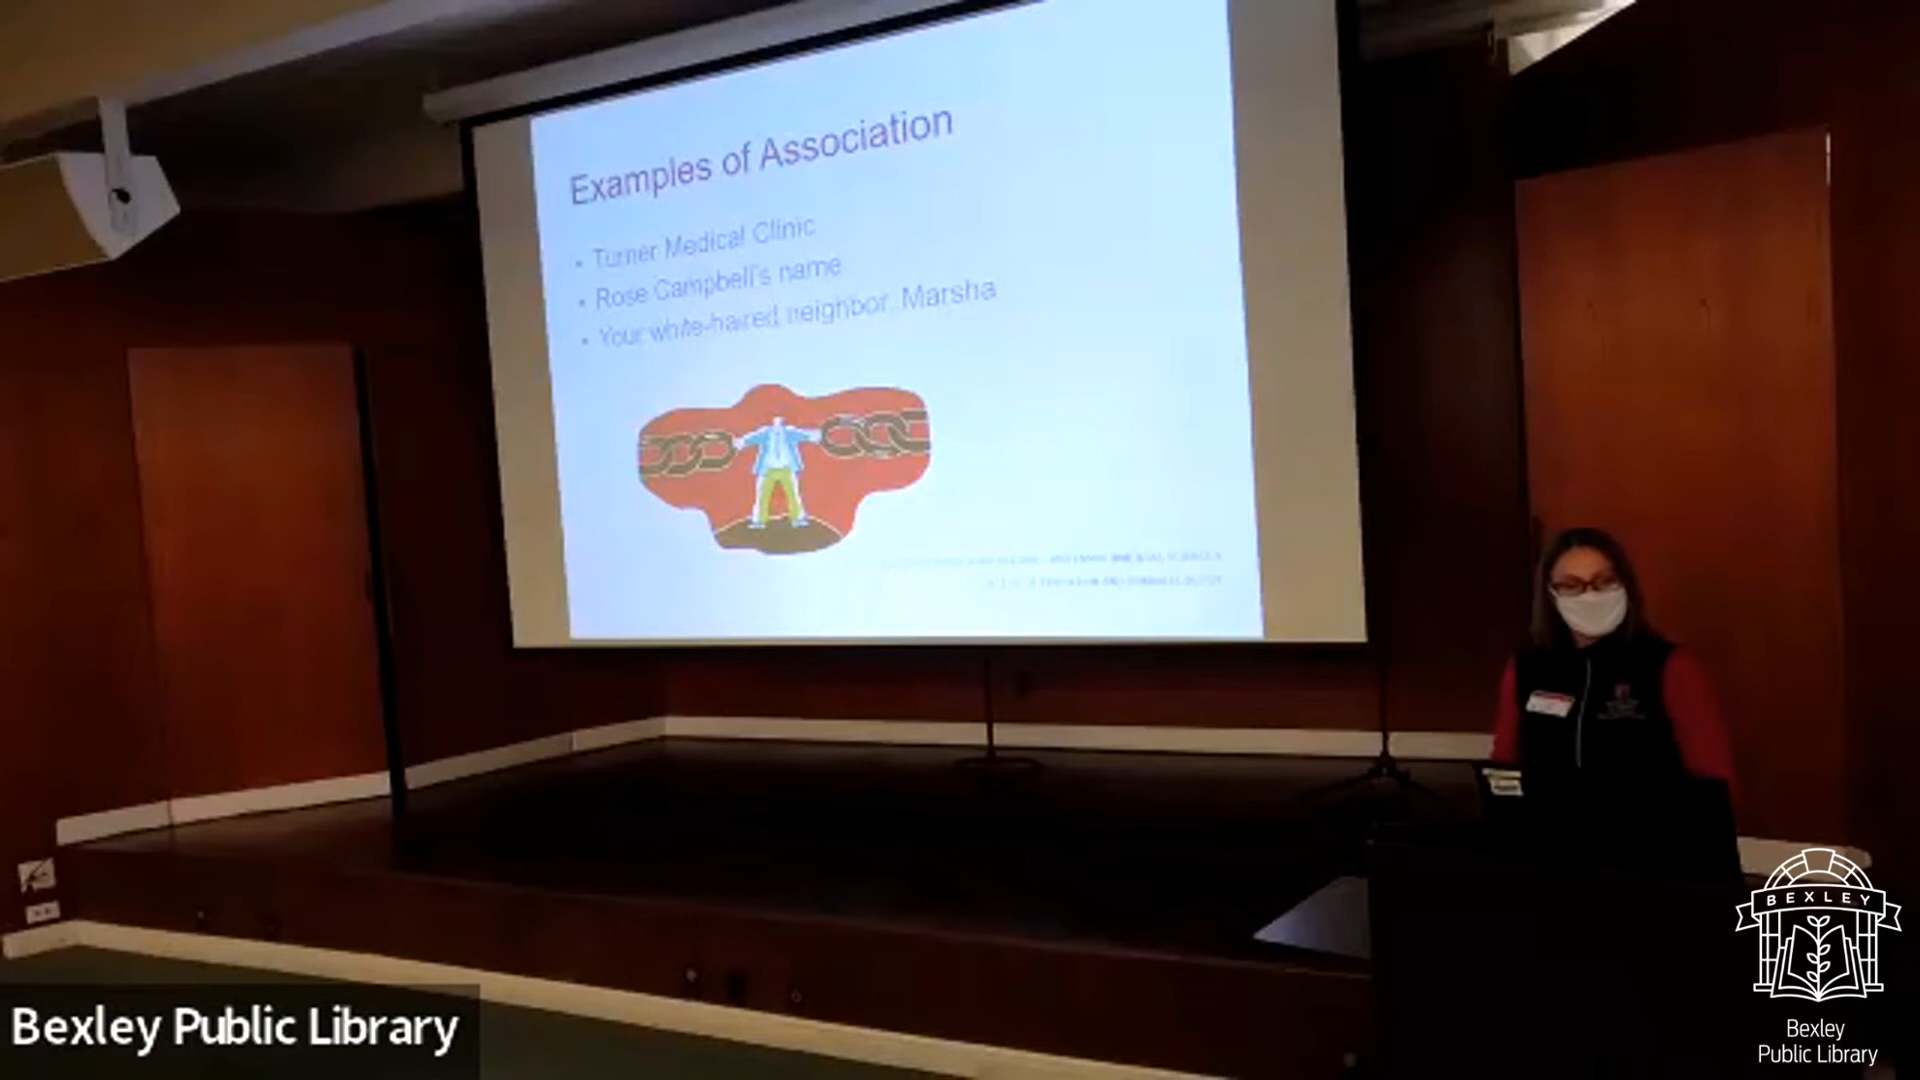 Examples of Association
• Turner Medical Clinic
• Rose Campbell's name
• Your white-haired neighbor, Marsha
BEXLEY
Bexley
Public Library
Bexley Public Library